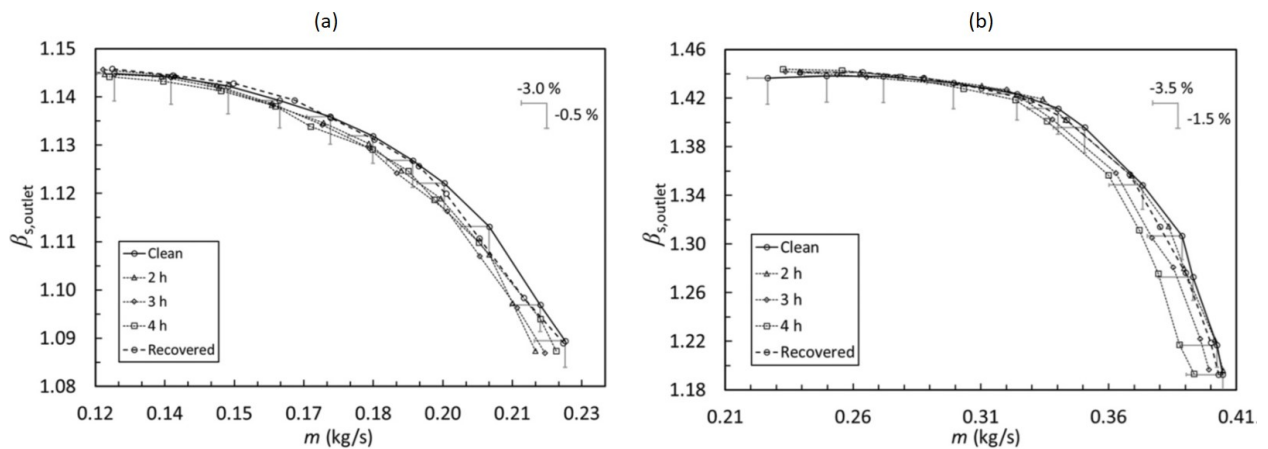 (a)
1.15
1.14
1.13
1.12
1.11
1.10
1.09
1.08
βs,outlet
-3.0 %
-0.5 %
Clean
2 h
3 h
4 h
Recovered
0.12 0.14 0.15 0.17 0.18 0.20 0.21 0.23
m (kg/s)
(b)
1.46
1.42
1.38
1.34
1.30
1.26
1.22
1.18
βs,outlet
-3.5 %
-1.5 %
Clean
2 h
3 h
4 h
Recovered
0.21 0.26 0.31 0.36 0.41
m (kg/s)